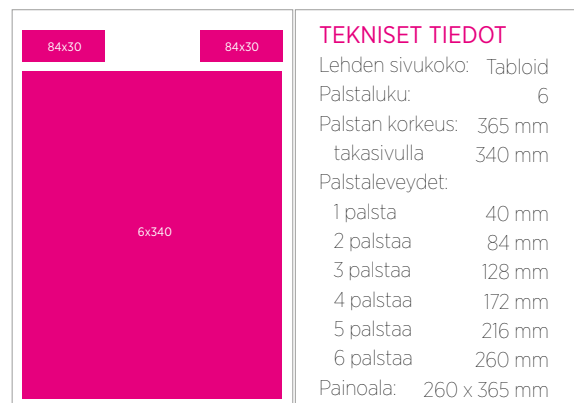 84x30
84x30
6x340
TEKNISET TIEDOT
Lehden sivukoko: Tabloid
Palstaluku: 6
Palstan korkeus: 365 mm
takasivulla 340 mm
Palstaleveydet:
1 palsta 40 mm
2 palstaa 84 mm
3 palstaa 128 mm
4 palstaa 172 mm
5 palstaa 216 mm
6 palstaa 260 mm
Painoala: 260 x 365 mm